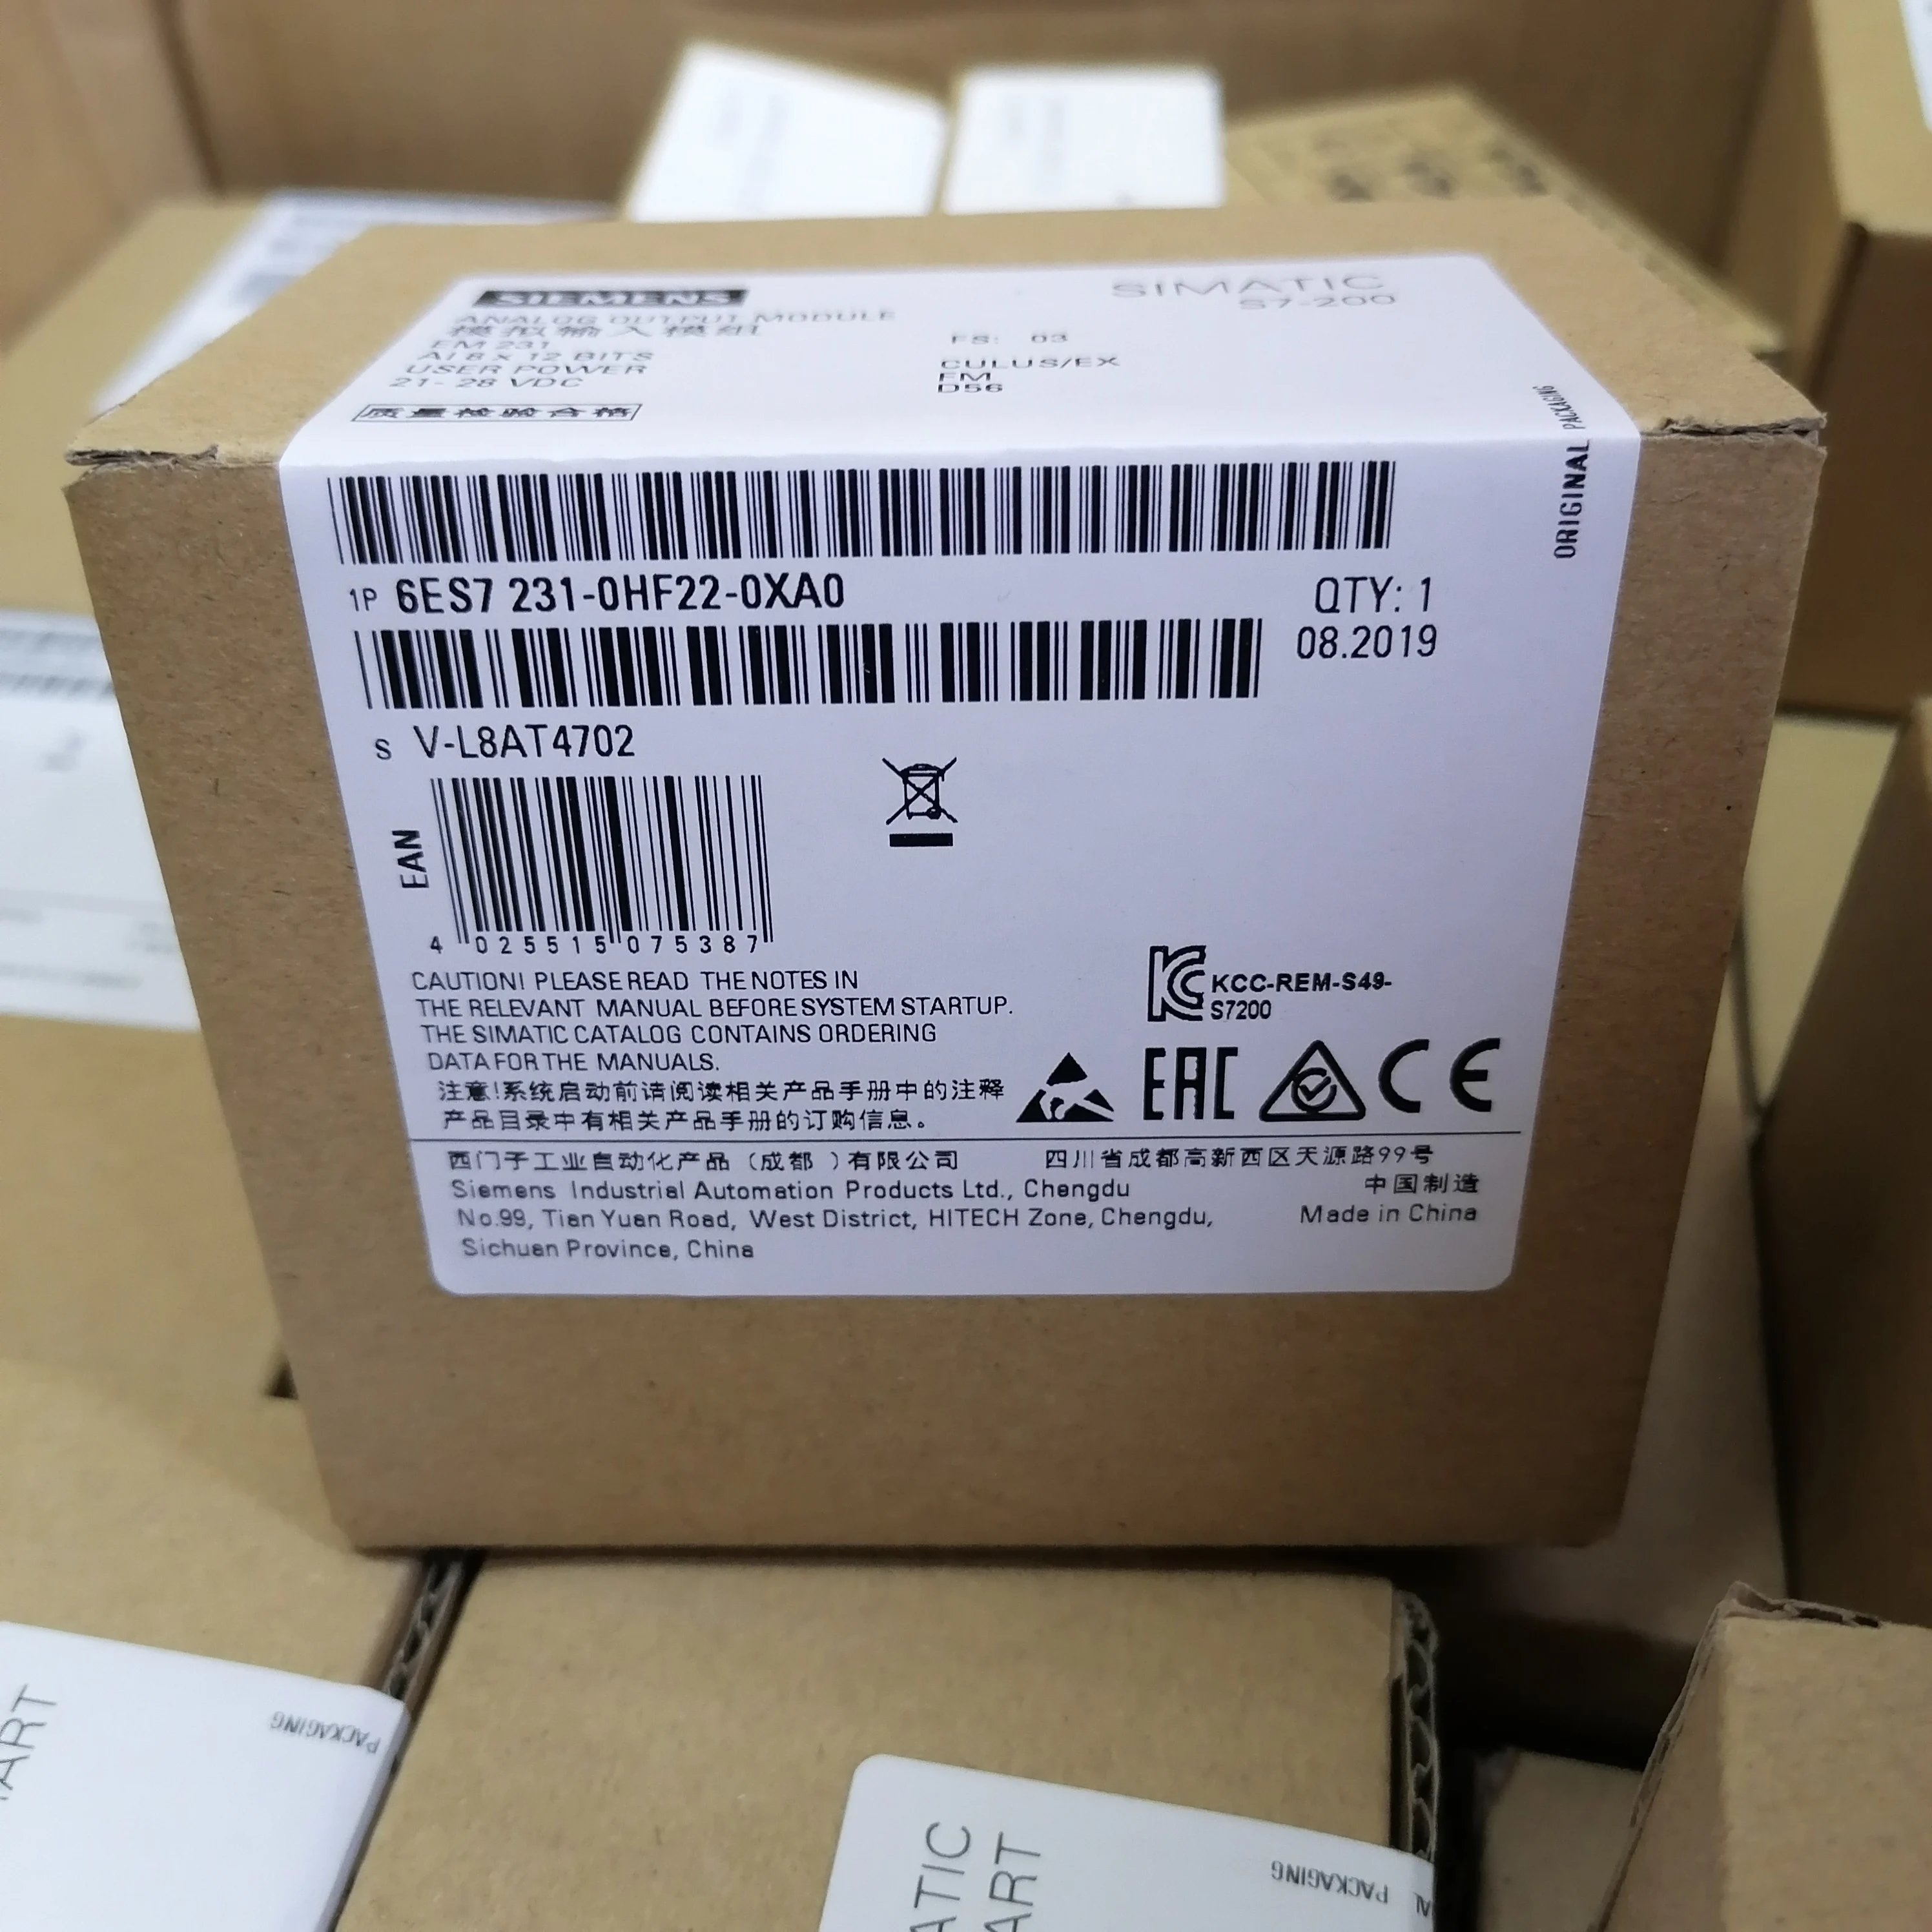 SIEMENS
SIMATIC
S7-200
ANALOG OUTPUT MODULE
模拟输入模组
EM 231
AI 8 x 12 BITS
USER POWER
21- 28 VDC
FS: 03
CULUS/EX
FM
D56
质量检验合格
ORIGINAL PACKAGING
1P 6ES7 231-0HF22-0XA0
QTY: 1
08.2019
S V-L8AT4702
EAN
4 025515 075387
CAUTION! PLEASE READ THE NOTES IN
THE RELEVANT MANUAL BEFORE SYSTEM STARTUP.
THE SIMATIC CATALOG CONTAINS ORDERING
DATA FOR THE MANUALS.
注意!系统启动前请阅读相关产品手册中的注释
产品目录中有相关产品手册的订购信息。
KCC-REM-S49-
S7200
EAC
CE
西门子工业自动化产品（成都）有限公司
四川省成都高新西区天源路99号
Siemens Industrial Automation Products Ltd., Chengdu
中国制造
No.99, Tian Yuan Road, West District, HITECH Zone, Chengdu,
Made in China
Sichuan Province, China
ART
PACKAGING
ATIC
ART
PACKAGING